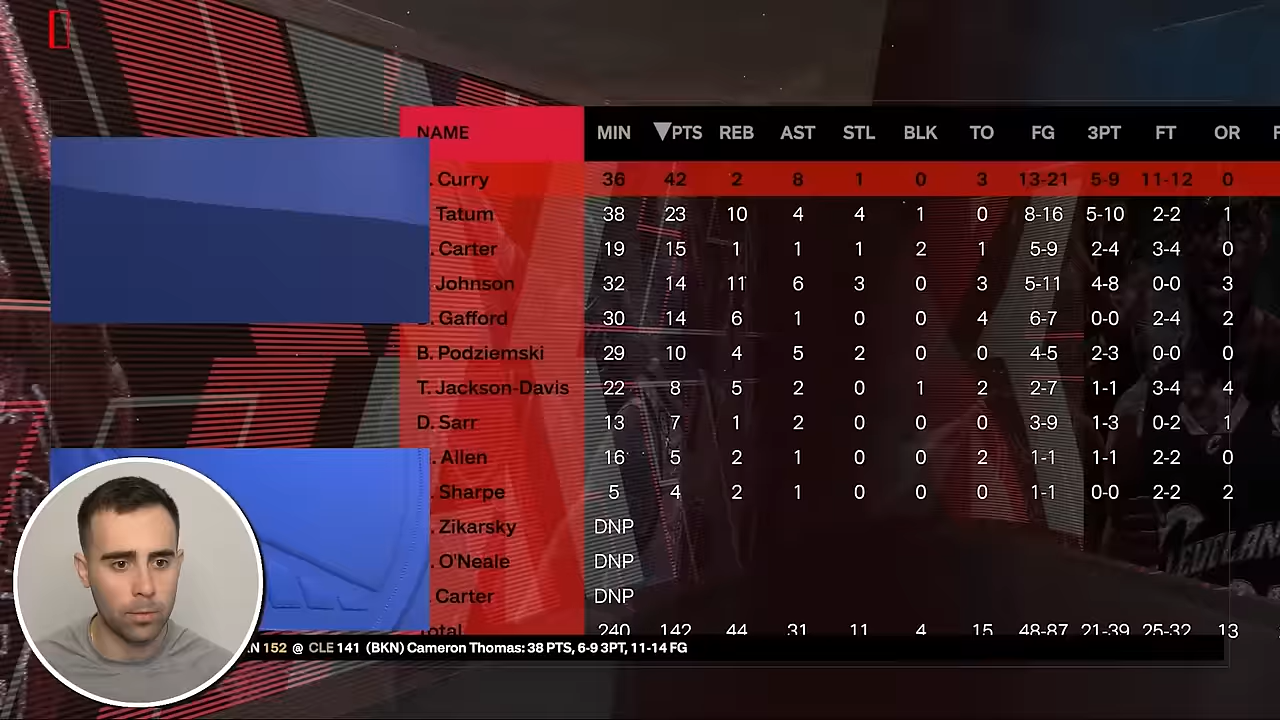 NAME MIN ▼PTS REB AST STL BLK TO FG 3PT FT OR
. Curry 36 42 2 8 1 0 3 13-21 5-9 11-12 0
Tatum 38 23 10 4 4 1 0 8-16 5-10 2-2 1
. Carter 19 15 1 1 1 2 1 5-9 2-4 3-4 0
Johnson 32 14 11 6 3 0 3 5-11 4-8 0-0 3
D. Gafford 30 14 6 1 0 0 4 6-7 0-0 2-4 2
B. Podziemski 29 10 4 5 2 0 0 4-5 2-3 0-0 0
T. Jackson-Davis 22 8 5 2 0 1 2 2-7 1-1 3-4 4
D. Sarr 13 7 1 2 0 0 0 3-9 1-3 0-2 1
. Allen 16 5 2 1 0 0 2 1-1 1-1 2-2 0
. Sharpe 5 4 2 1 0 0 0 1-1 0-0 2-2 2
. Zikarsky DNP
. O'Neale DNP
. Carter DNP
Total 240 142 44 31 11 4 15 48-87 21-39 25-32 13
N 152 @ CLE 141 (BKN) Cameron Thomas: 38 PTS, 6-9 3PT, 11-14 FG